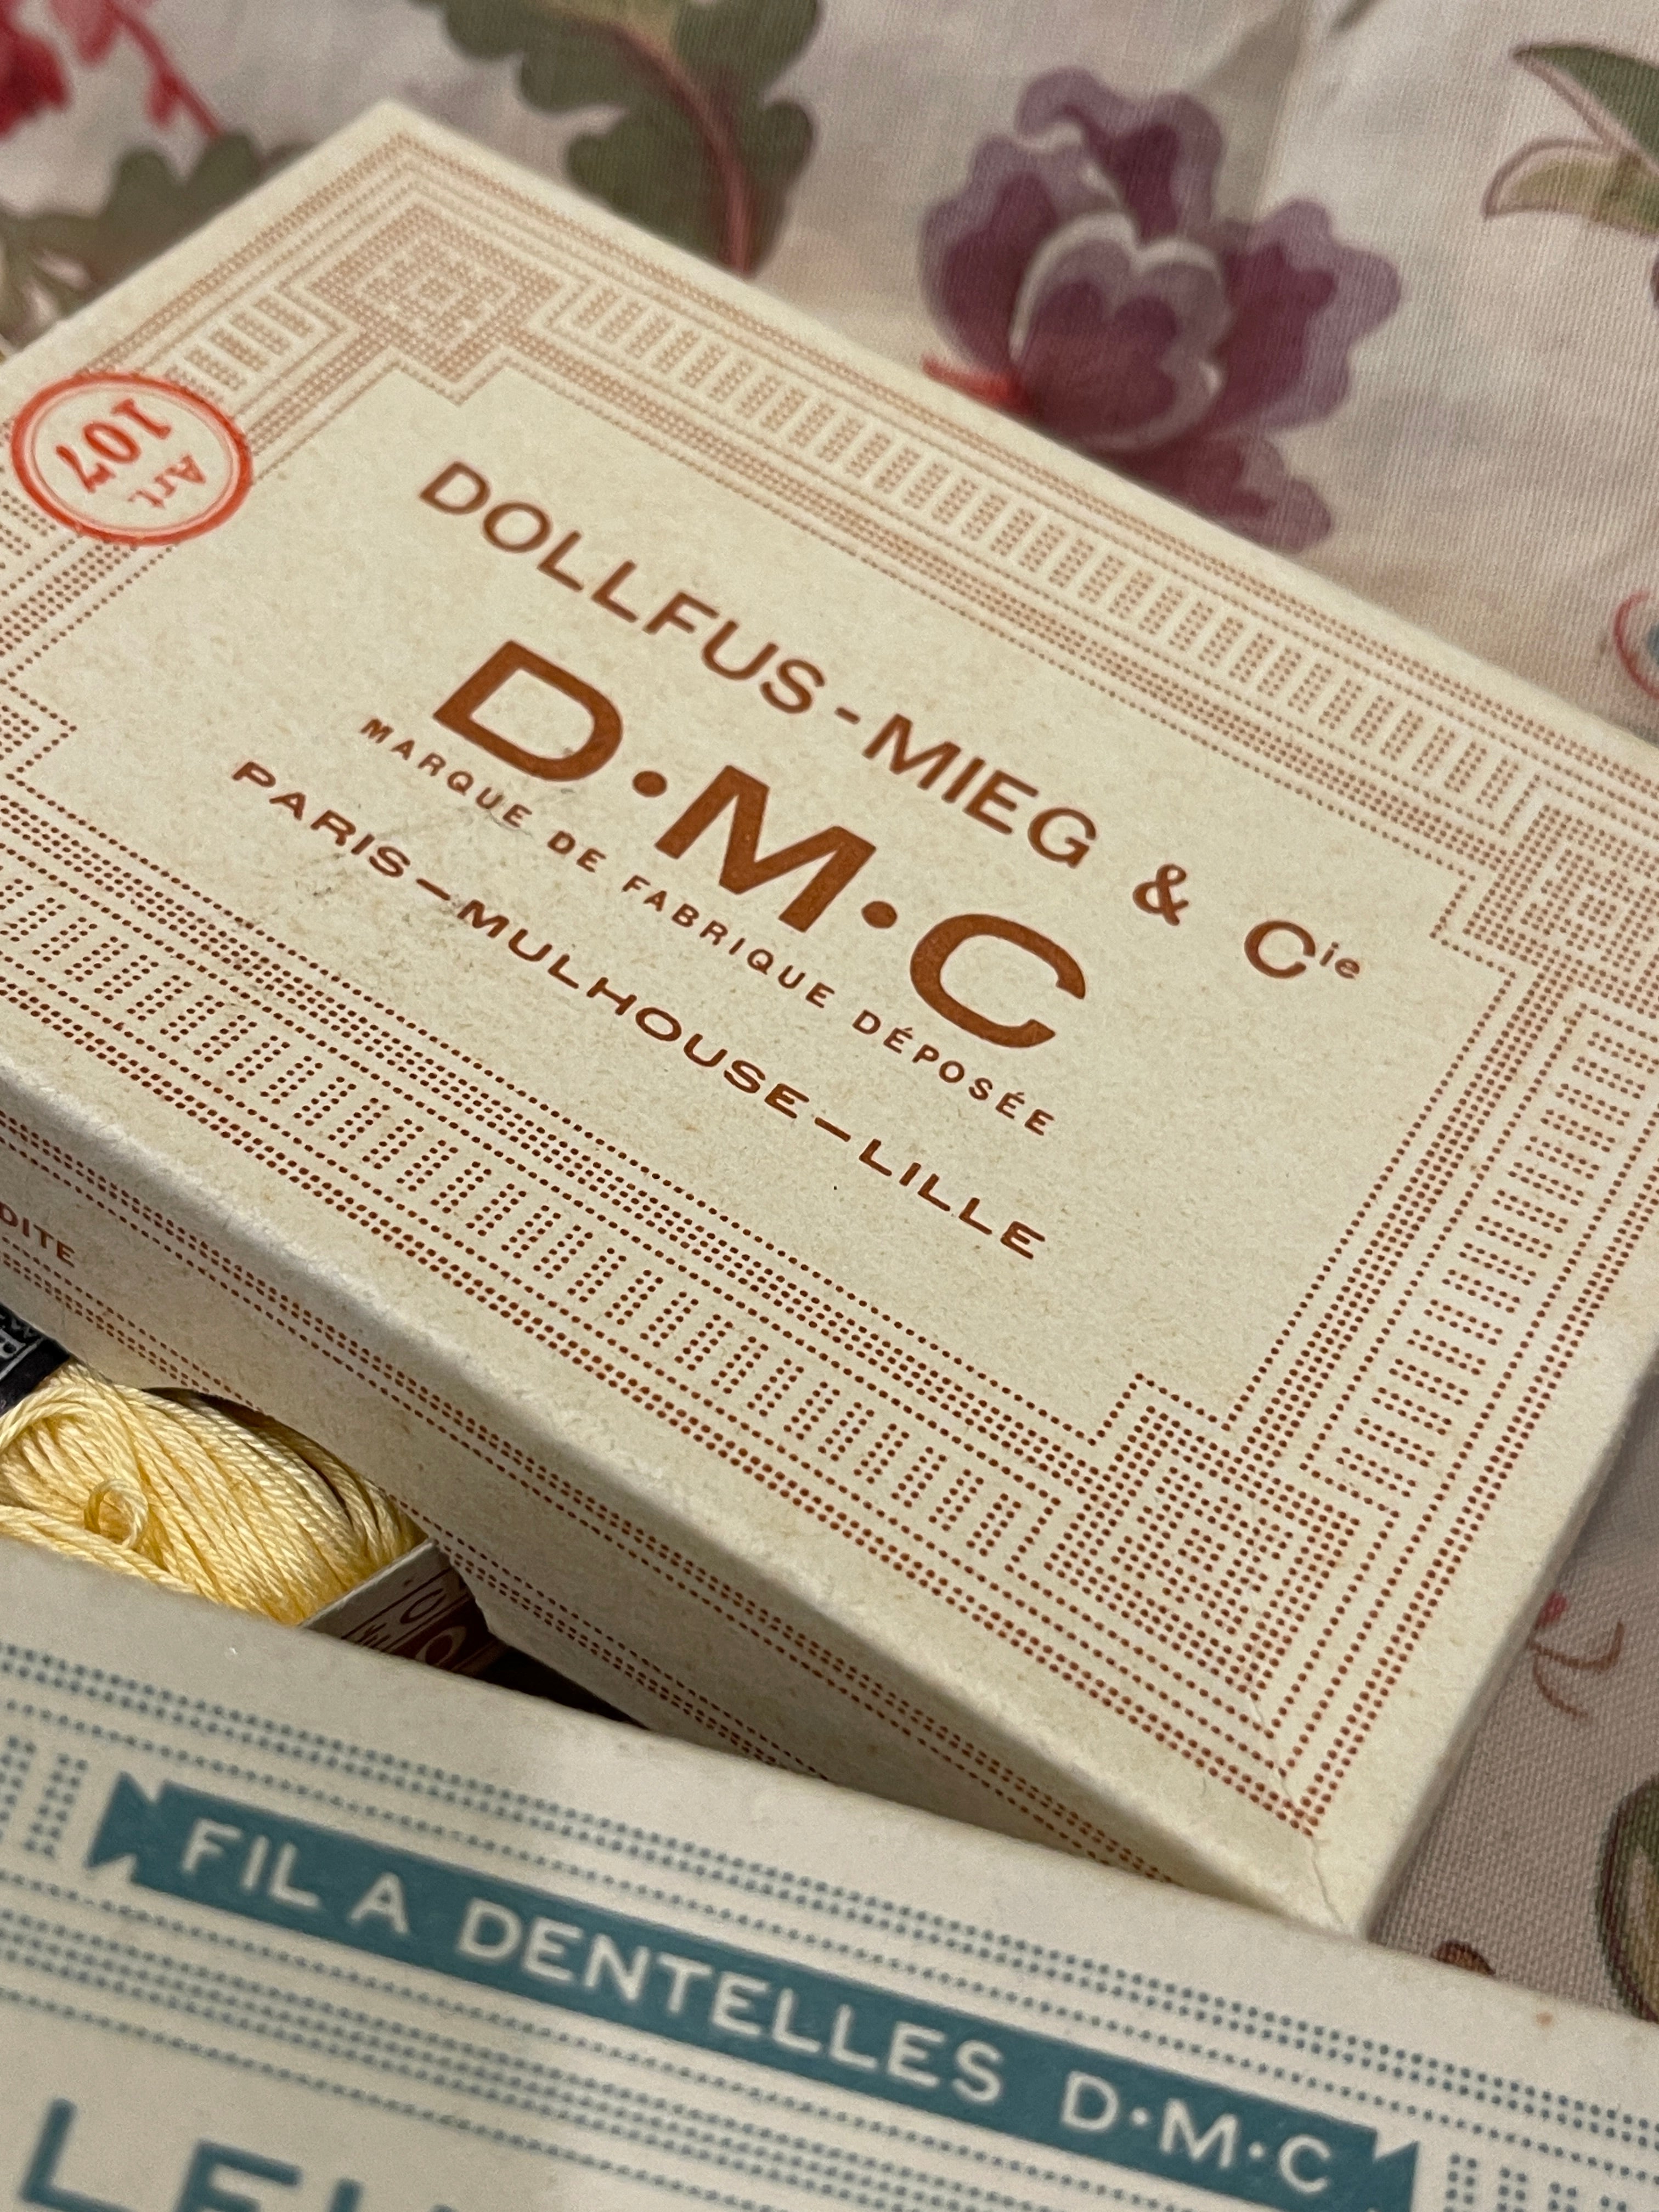 Art.
107
DOLLFUS-MIEG & Cie
D·M·C
MARQUE DE FABRIQUE DÉPOSÉE
PARIS–MULHOUSE–LILLE
FIL A DENTELLES D·M·C